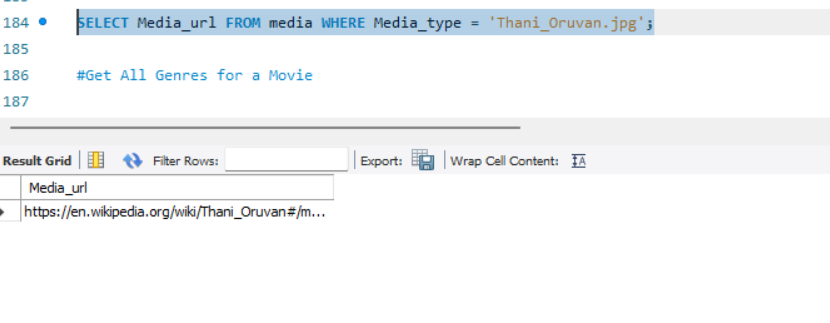 184 SELECT Media_url FROM media WHERE Media_type = 'Thani_Oruvan.jpg';
185
186 #Get All Genres for a Movie
187
Result Grid Filter Rows: Export: Wrap Cell Content: IA
Media_url
https://en.wikipedia.org/wiki/Thani_Oruvan#/m...